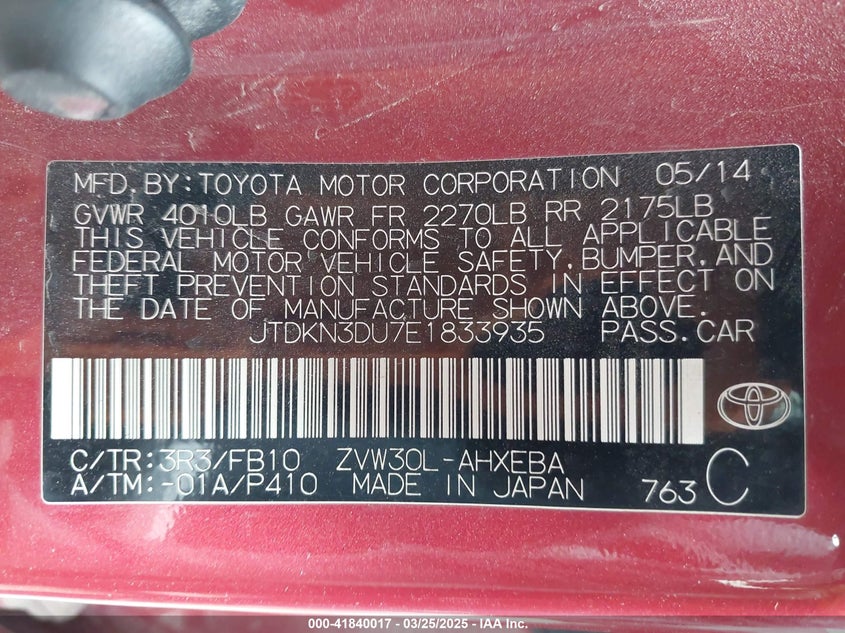 MFD.BY:TOYOTA MOTOR CORPORATION 05/14
GVWR 4010LB GAWR FR 2270LB RR 2175LB
THIS VEHICLE CONFORMS TO ALL APPLICABLE
FEDERAL MOTOR VEHICLE SAFETY,BUMPER,AND
THEFT PREVENTION STANDARDS IN EFFECT ON
THE DATE OF MANUFACTURE SHOWN ABOVE.
JTDKN3DU7E1833935 PASS.CAR
C/TR:3R3/FB10 ZVW30L-AHXEBA
A/TM:-01A/P410 MADE IN JAPAN 763 C
000-41840017 — 03/25/2025 — IAA Inc.